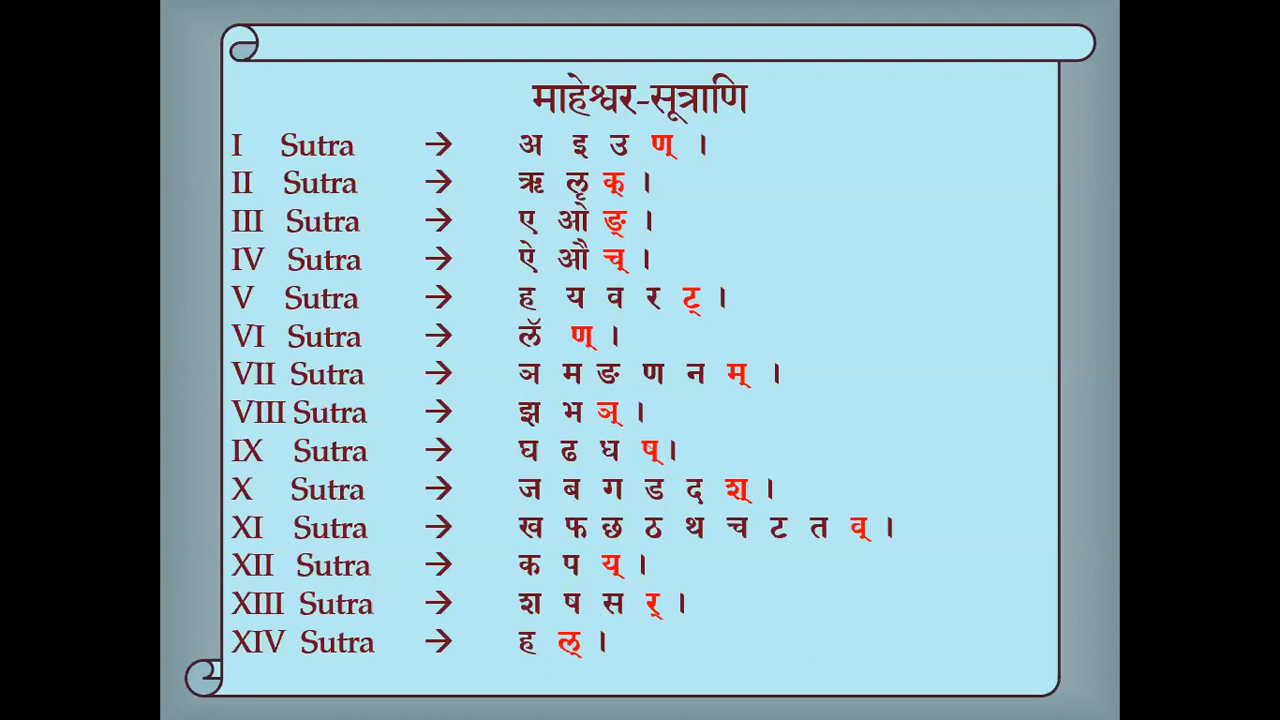 माहेश्वर-सूत्राणि
I Sutra → अ इ उ ण् ।
II Sutra → ऋ लृ क् ।
III Sutra → ए ओ ङ् ।
IV Sutra → ऐ औ च् ।
V Sutra → ह य व र ट् ।
VI Sutra → लॅं ण् ।
VII Sutra → ञ म ङ ण न म् ।
VIII Sutra → झ भ ञ् ।
IX Sutra → घ ढ ध ष् ।
X Sutra → ज ब ग ड द श् ।
XI Sutra → ख फ छ ठ थ च ट त व् ।
XII Sutra → क प य् ।
XIII Sutra → श ष स र् ।
XIV Sutra → ह ल् ।